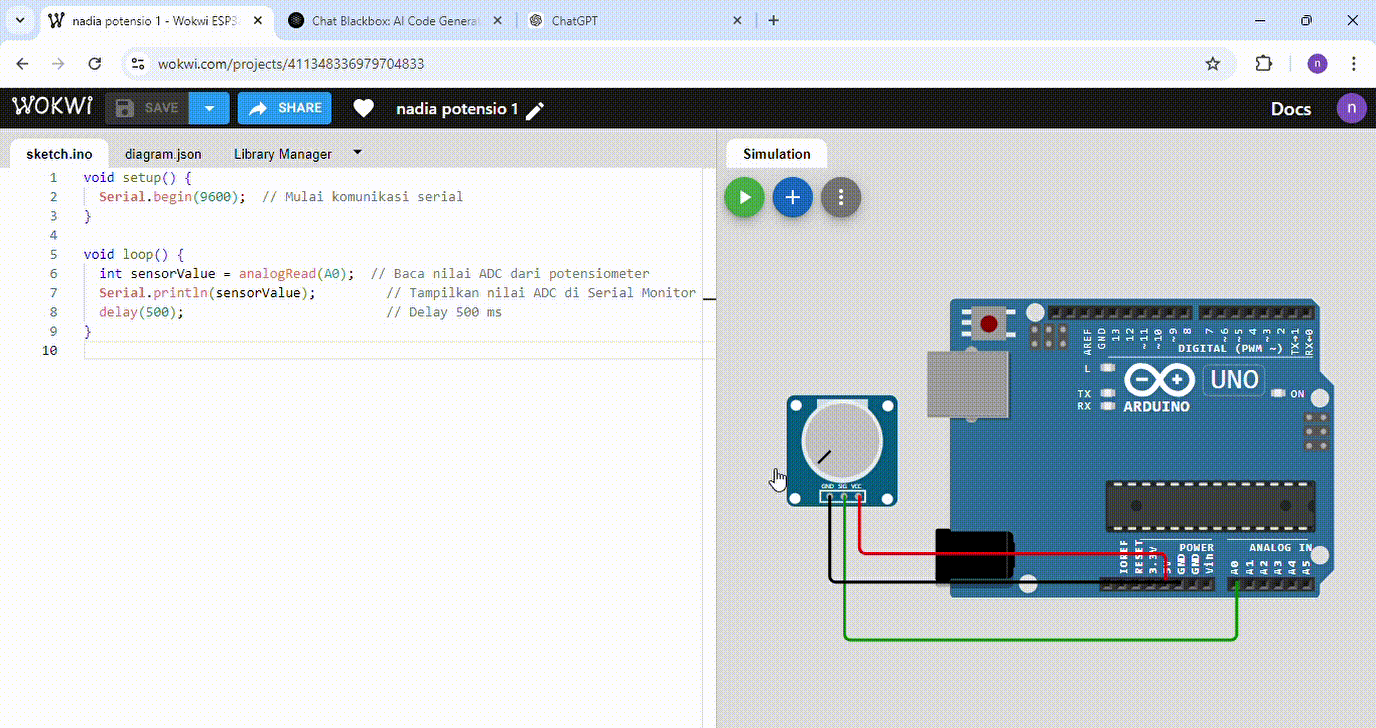 nadia potensio 1 - Wokwi ESP32
Chat Blackbox: AI Code Genera
ChatGPT
wokwi.com/projects/411348336979704833
n
WOKWI
SAVE
SHARE
nadia potensio 1
Docs
n
sketch.ino
diagram.json
Library Manager
Simulation
1 void setup() {
2 Serial.begin(9600); // Mulai komunikasi serial
3 }
4
5 void loop() {
6 int sensorValue = analogRead(A0); // Baca nilai ADC dari potensiometer
7 Serial.println(sensorValue); // Tampilkan nilai ADC di Serial Monitor
8 delay(500); // Delay 500 ms
9 }
10
AREF GND 13 12 ~11 ~10 ~9 8 7 ~6 ~5 4 ~3 2 TX→1 RX←0
DIGITAL (PWM ~)
L
TX
RX
UNO
ARDUINO
ON
GND SIG VCC
POWER
ANALOG IN
IOREF RESET 3.3V 5V GND GND Vin A0 A1 A2 A3 A4 A5